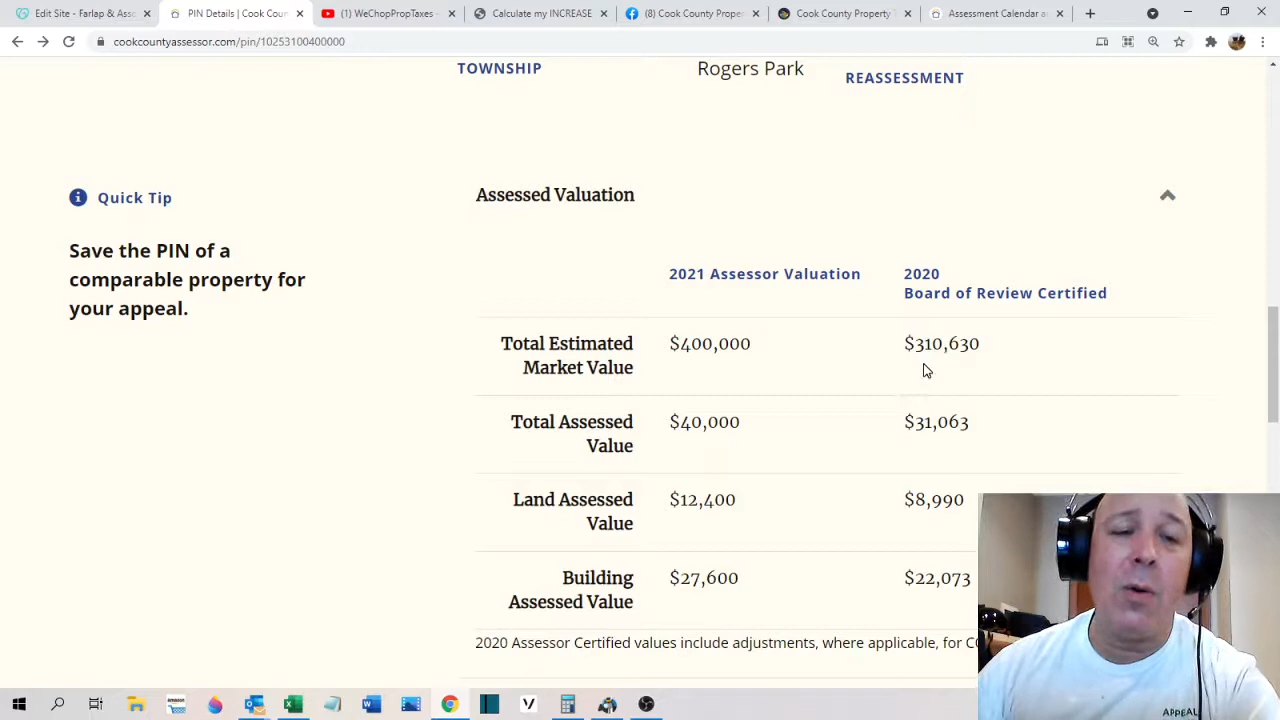 Edit Site - Farlap & Asso
PIN Details | Cook Coun
(1) WeChopPropTaxes -
Calculate my INCREASE
(8) Cook County Proper
Cook County Property T
Assessment Calendar a
cookcountyassessor.com/pin/10253100400000
TOWNSHIP
Rogers Park
REASSESSMENT
Quick Tip
Save the PIN of a
comparable property for
your appeal.
Assessed Valuation
2021 Assessor Valuation
2020
Board of Review Certified
Total Estimated
Market Value
$400,000
$310,630
Total Assessed
Value
$40,000
$31,063
Land Assessed
Value
$12,400
$8,990
Building
Assessed Value
$27,600
$22,073
2020 Assessor Certified values include adjustments, where applicable, for CO
APPEAL